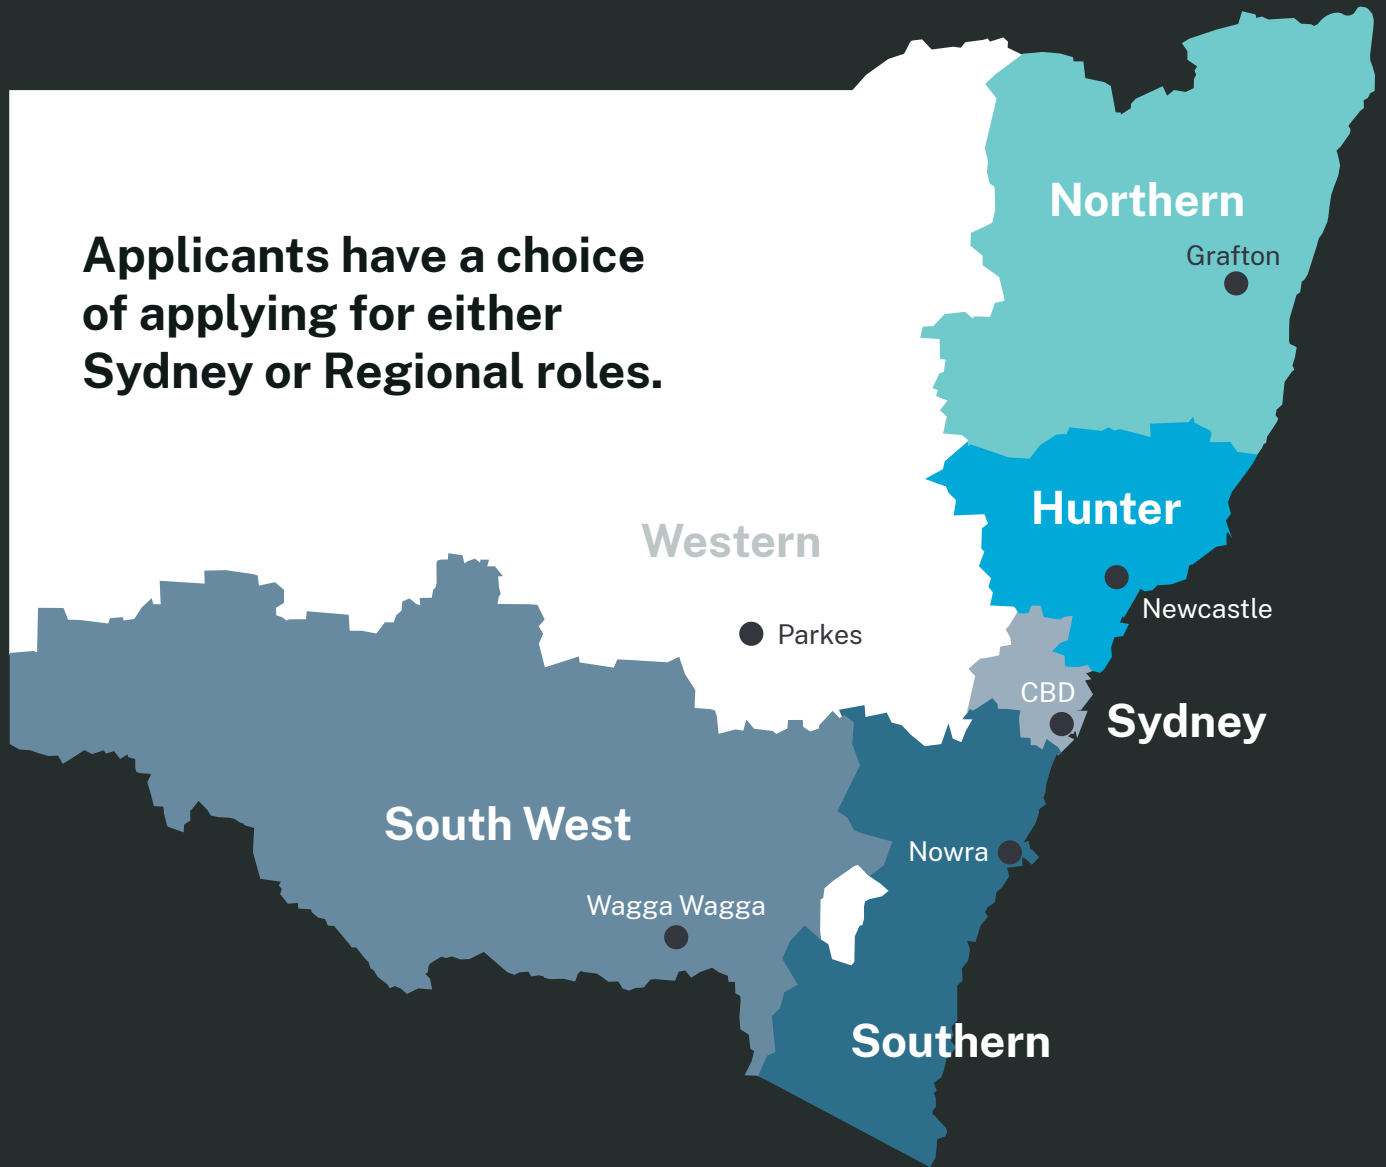 Applicants have a choice
of applying for either
Sydney or Regional roles.
Northern
Grafton
Hunter
Newcastle
Western
Parkes
CBD
Sydney
South West
Wagga Wagga
Nowra
Southern